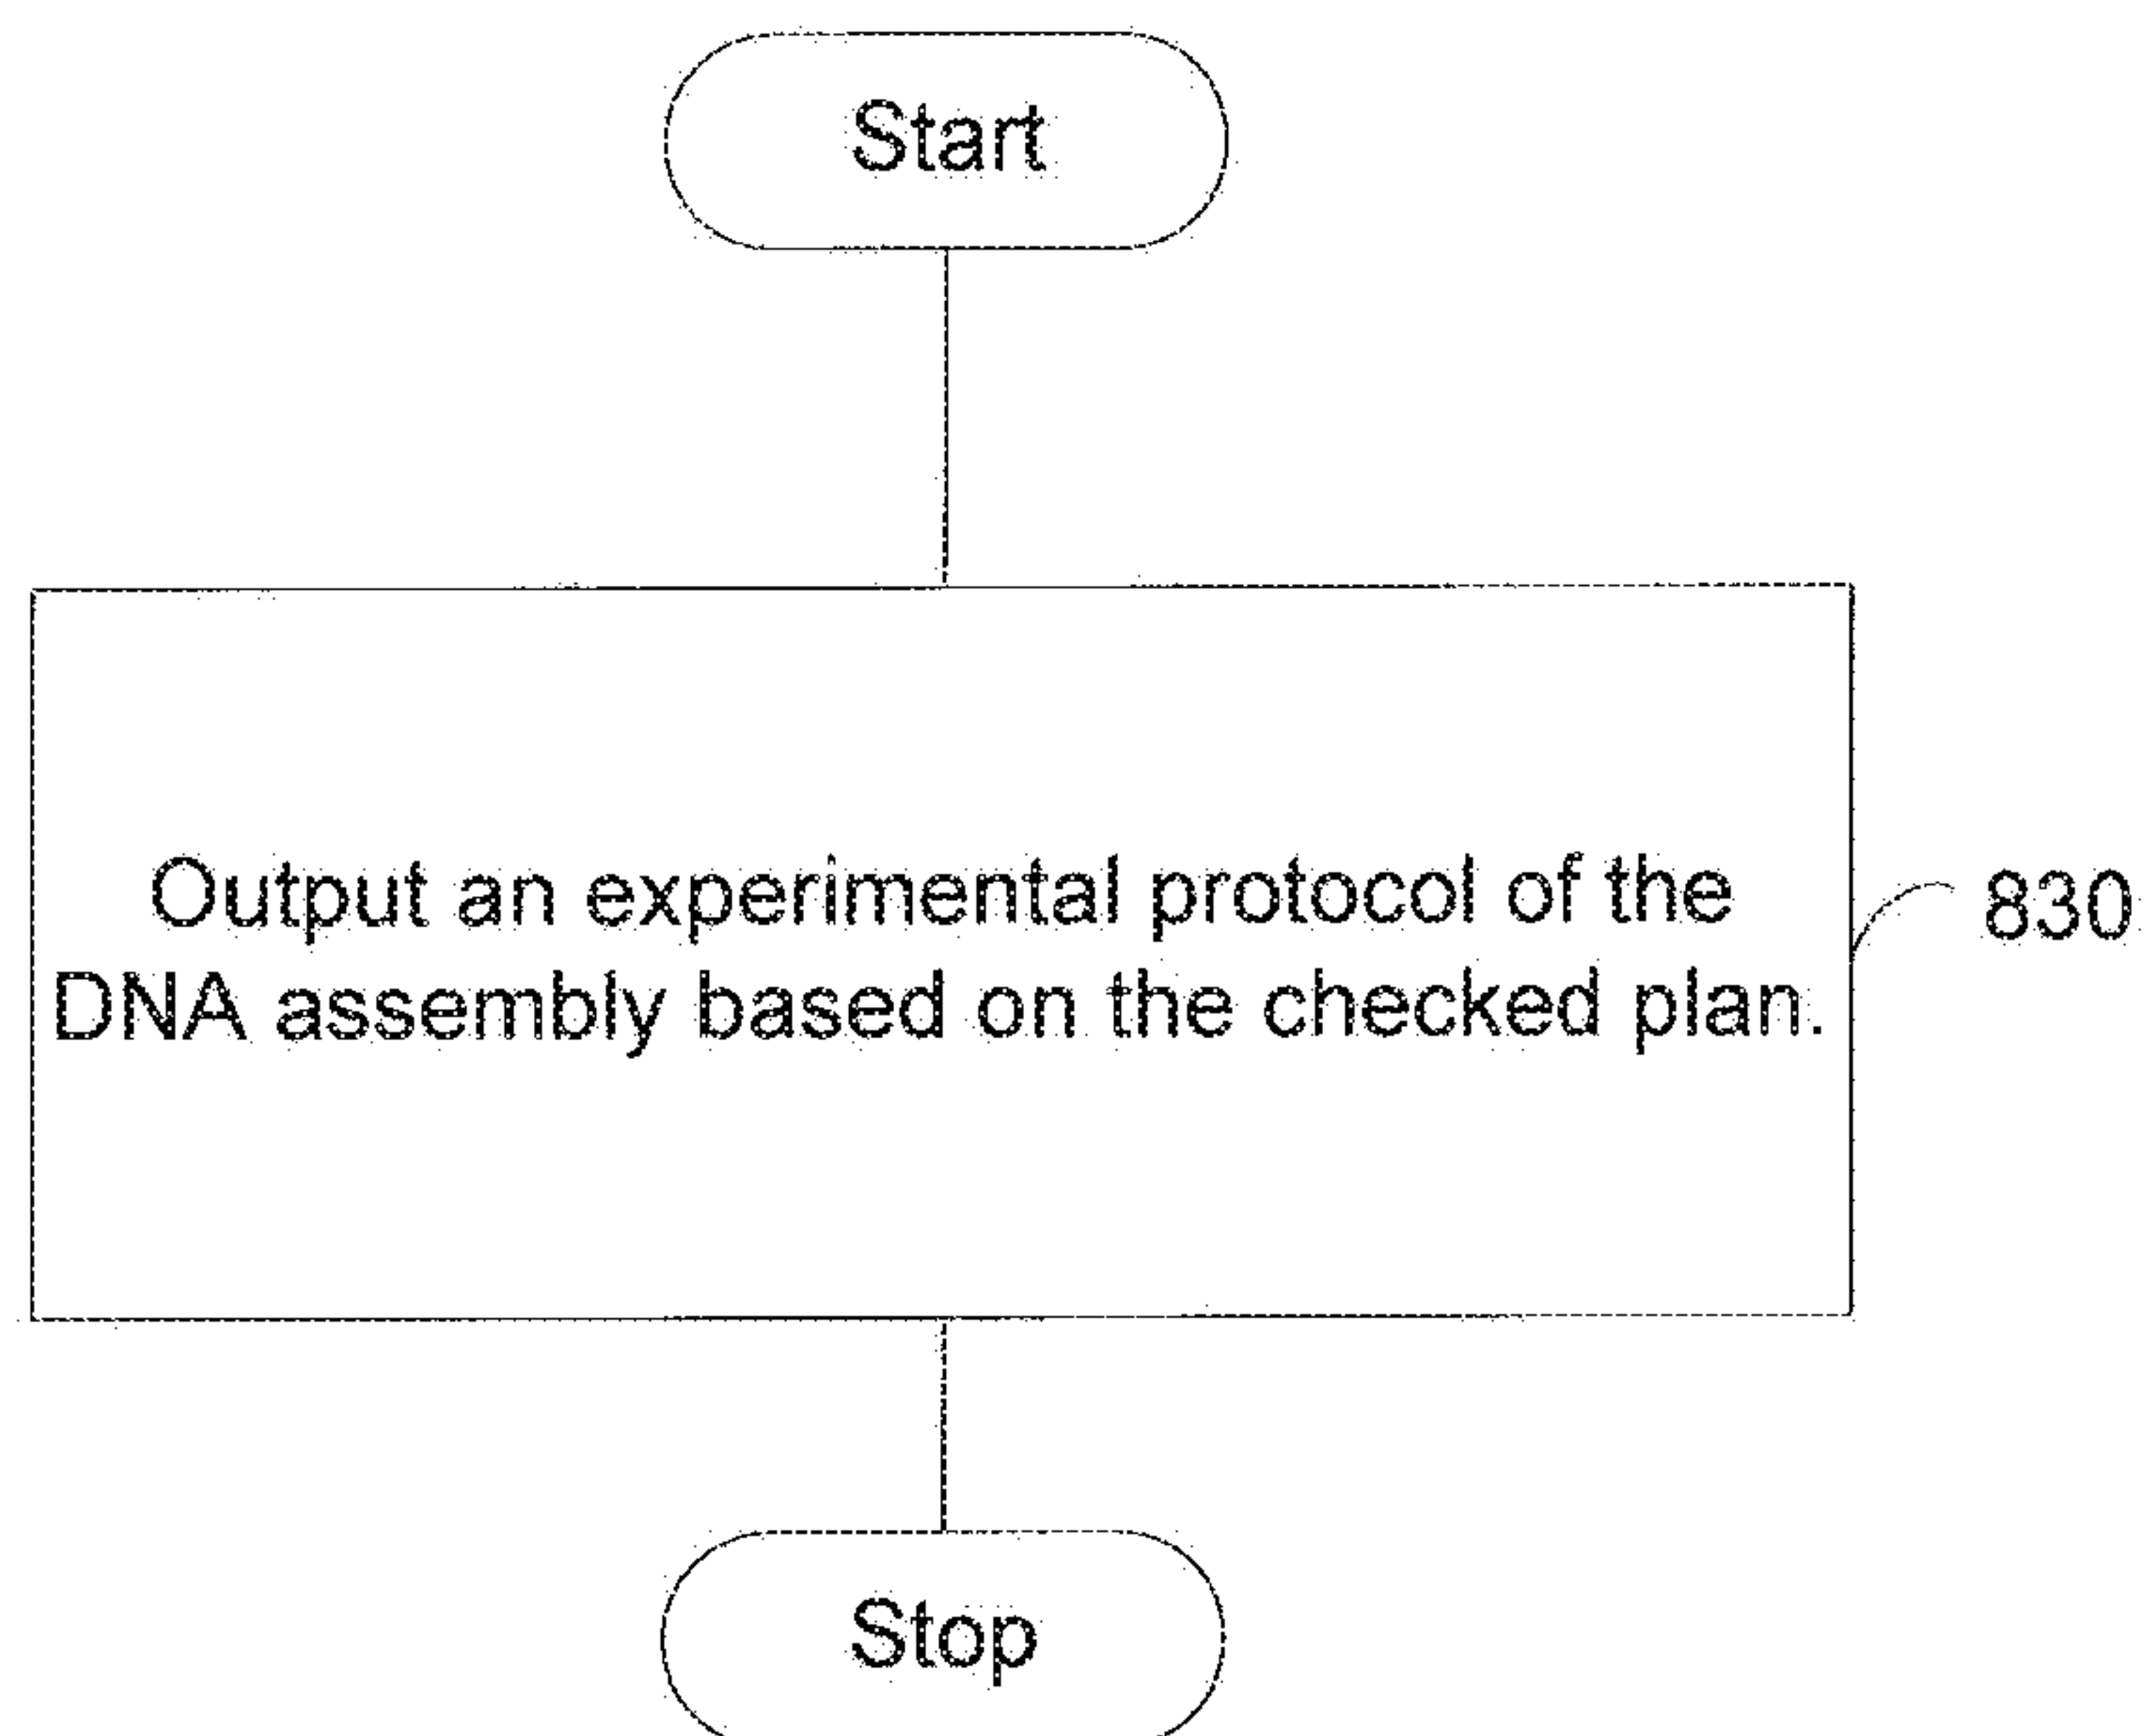 Start
Output an experimental protocol of the
DNA assembly based on the checked plan.
830
Stop